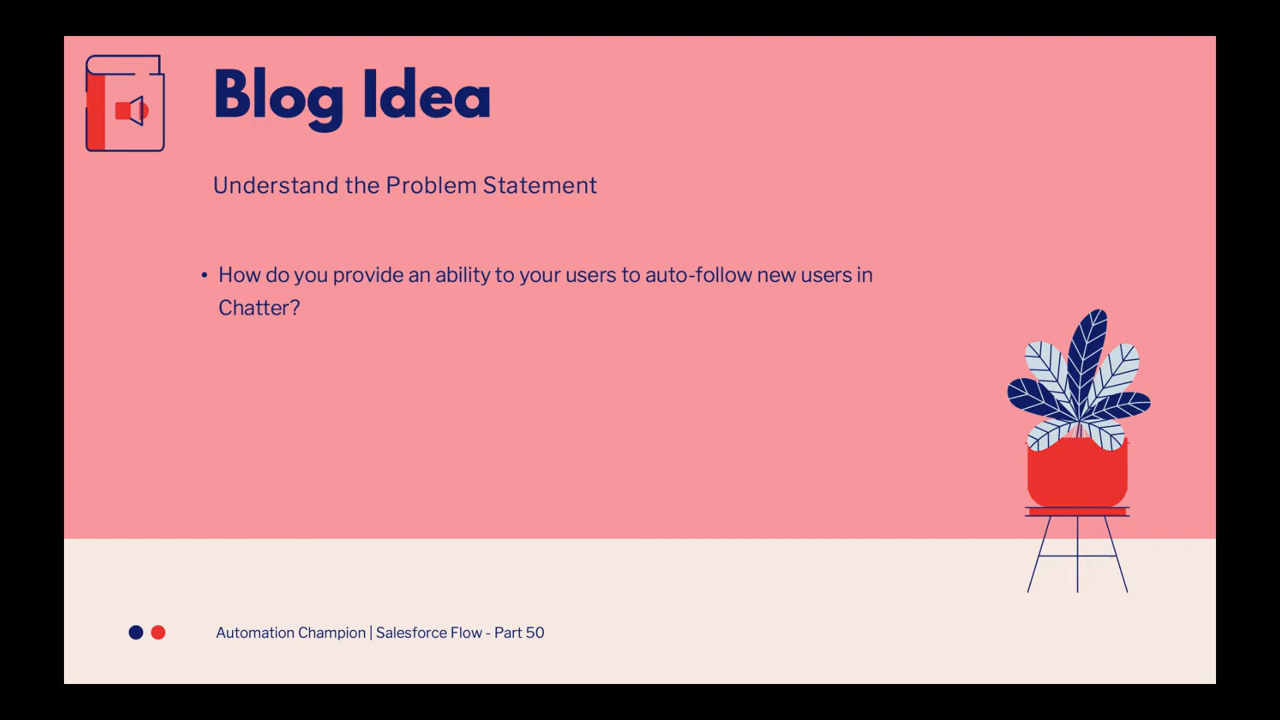 Blog Idea
Understand the Problem Statement
• How do you provide an ability to your users to auto-follow new users in
Chatter?
Automation Champion | Salesforce Flow - Part 50